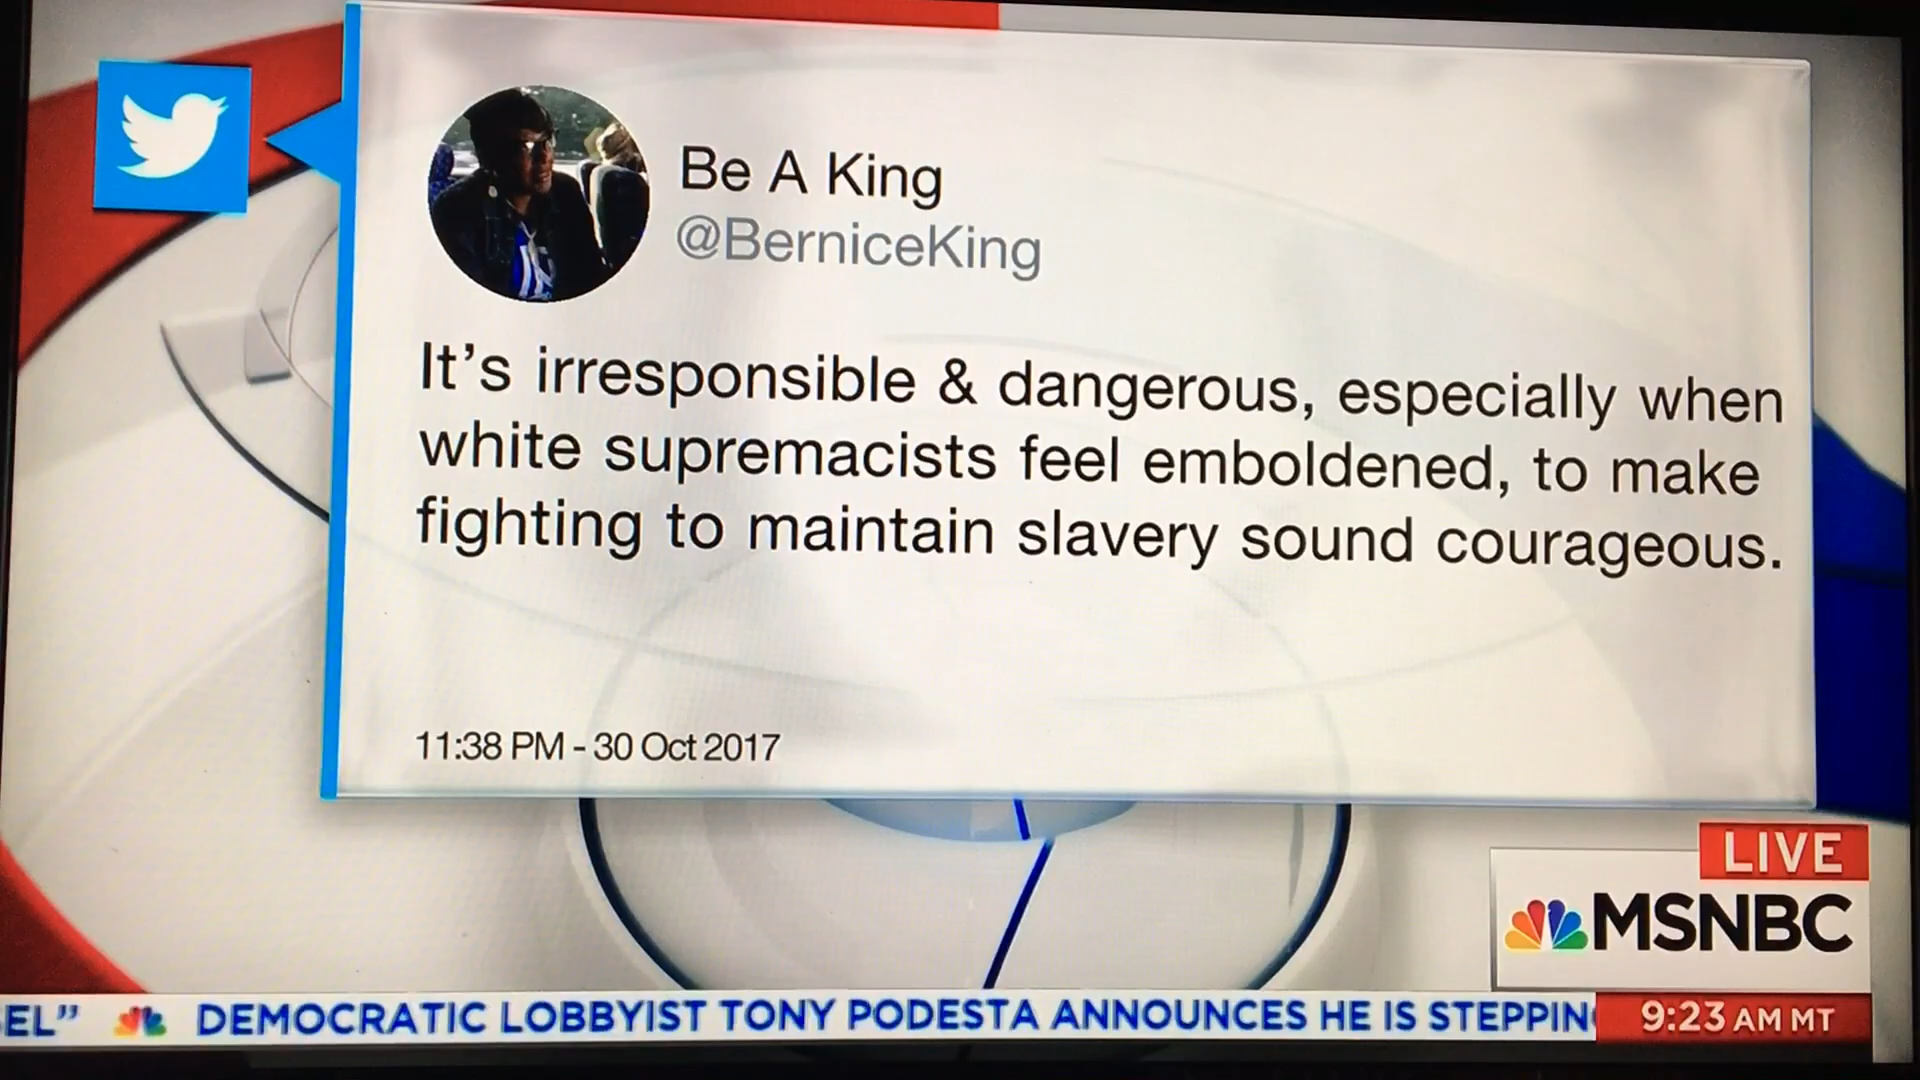 Be A King
@BerniceKing
It's irresponsible & dangerous, especially when
white supremacists feel emboldened, to make
fighting to maintain slavery sound courageous.
11:38 PM - 30 Oct 2017
LIVE
MSNBC
EL” DEMOCRATIC LOBBYIST TONY PODESTA ANNOUNCES HE IS STEPPIN
9:23 AM MT